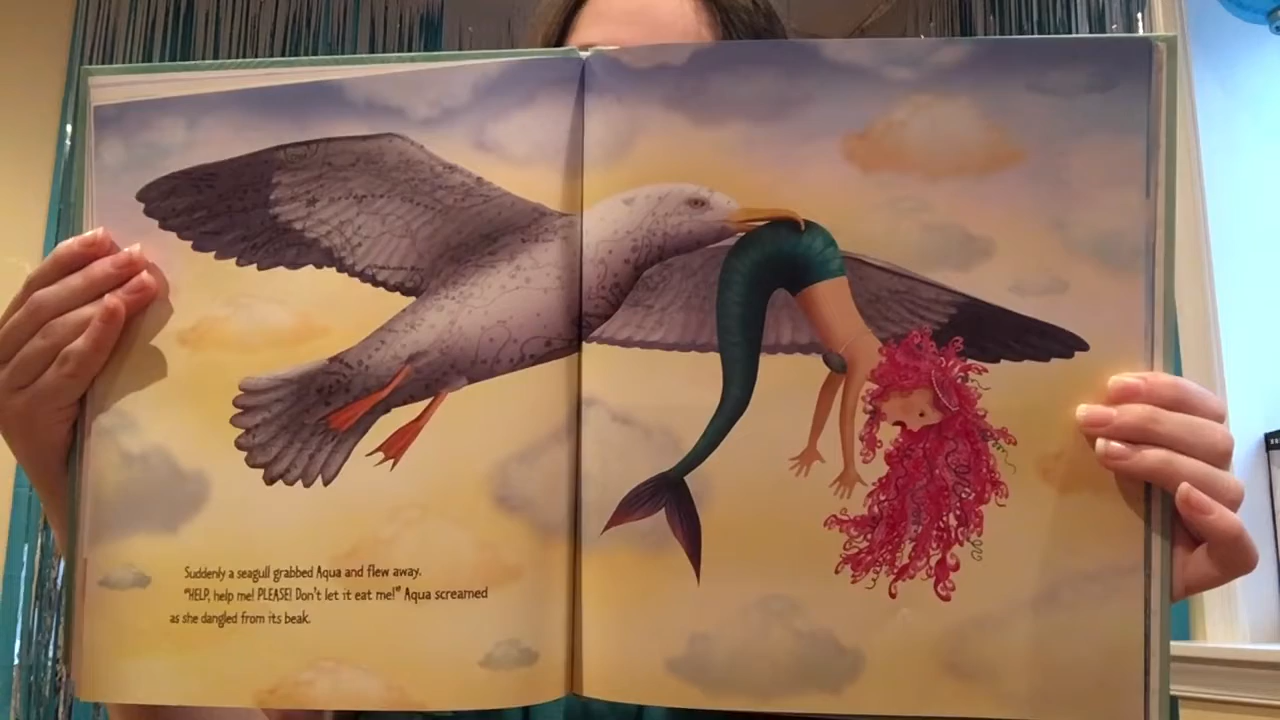 Suddenly a seagull grabbed Aqua and flew away.
"HELP, help me! PLEASE! Don't let it eat me!" Aqua screamed
as she dangled from its beak.